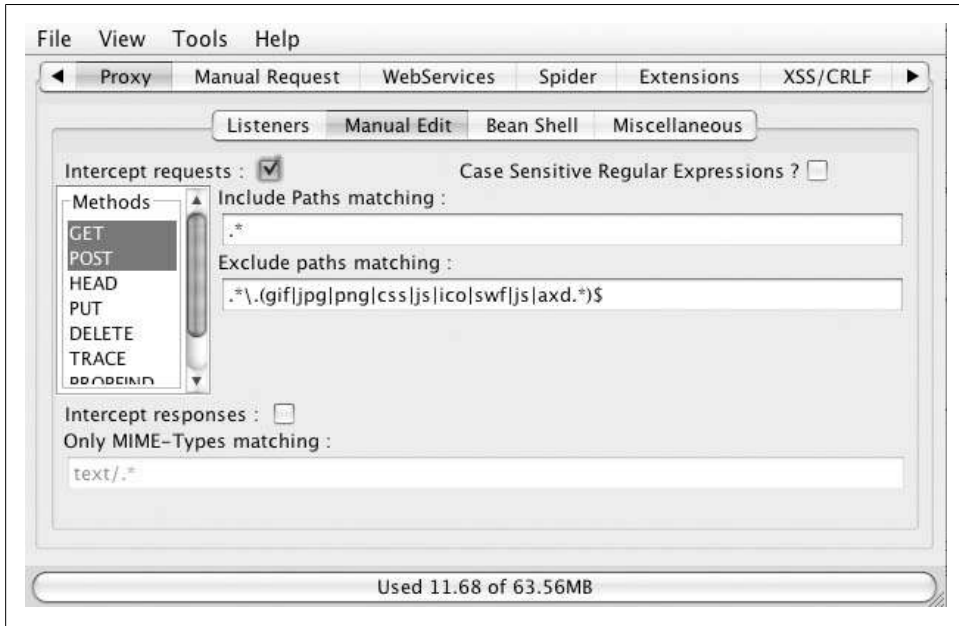 File View Tools Help
Proxy Manual Request WebServices Spider Extensions XSS/CRLF
Listeners Manual Edit Bean Shell Miscellaneous
Intercept requests : Case Sensitive Regular Expressions ?
Methods
GET
POST
HEAD
PUT
DELETE
TRACE
PROPFIND
Include Paths matching :
.*
Exclude paths matching :
.*\.(gif|jpg|png|css|js|ico|swf|js|axd.*)$
Intercept responses :
Only MIME-Types matching :
text/.*
Used 11.68 of 63.56MB